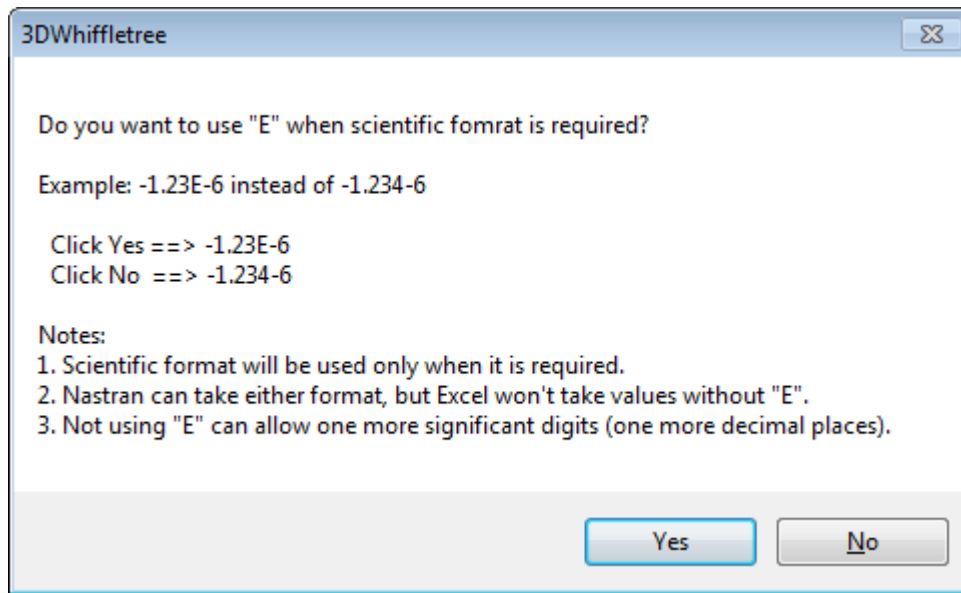 3DWhiffletree
Do you want to use "E" when scientific fomrat is required?
Example: -1.23E-6 instead of -1.234-6
Click Yes ==> -1.23E-6
Click No ==> -1.234-6
Notes:
1. Scientific format will be used only when it is required.
2. Nastran can take either format, but Excel won't take values without "E".
3. Not using "E" can allow one more significant digits (one more decimal places).
Yes No